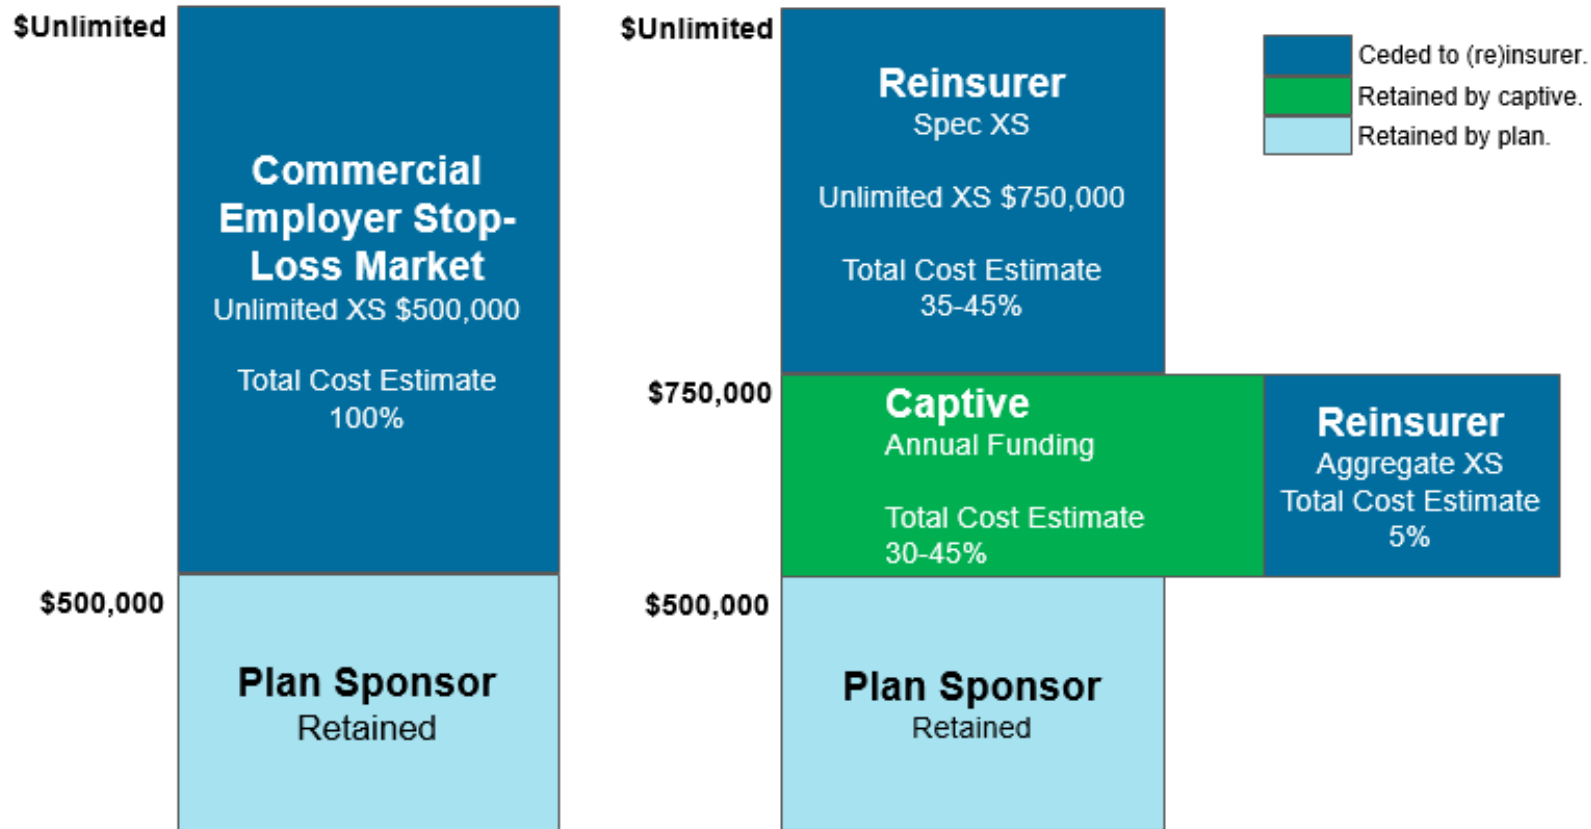 $Unlimited
Commercial
Employer Stop-
Loss Market
Unlimited XS $500,000
Total Cost Estimate
100%
$500,000
Plan Sponsor
Retained
$Unlimited
Reinsurer
Spec XS
Unlimited XS $750,000
Total Cost Estimate
35-45%
$750,000
Captive
Annual Funding
Total Cost Estimate
30-45%
Reinsurer
Aggregate XS
Total Cost Estimate
5%
$500,000
Plan Sponsor
Retained
Ceded to (re)insurer.
Retained by captive.
Retained by plan.